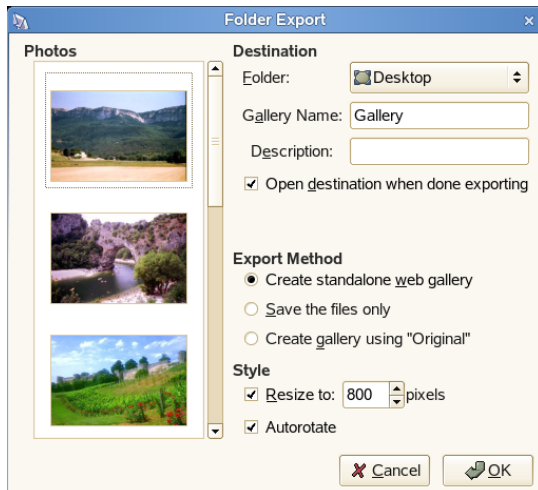 Folder Export
Photos
Destination
Folder:
Desktop
Gallery Name:
Gallery
Description:
Open destination when done exporting
Export Method
Create standalone web gallery
Save the files only
Create gallery using "Original"
Style
Resize to: 800 pixels
Autorotate
Cancel
OK